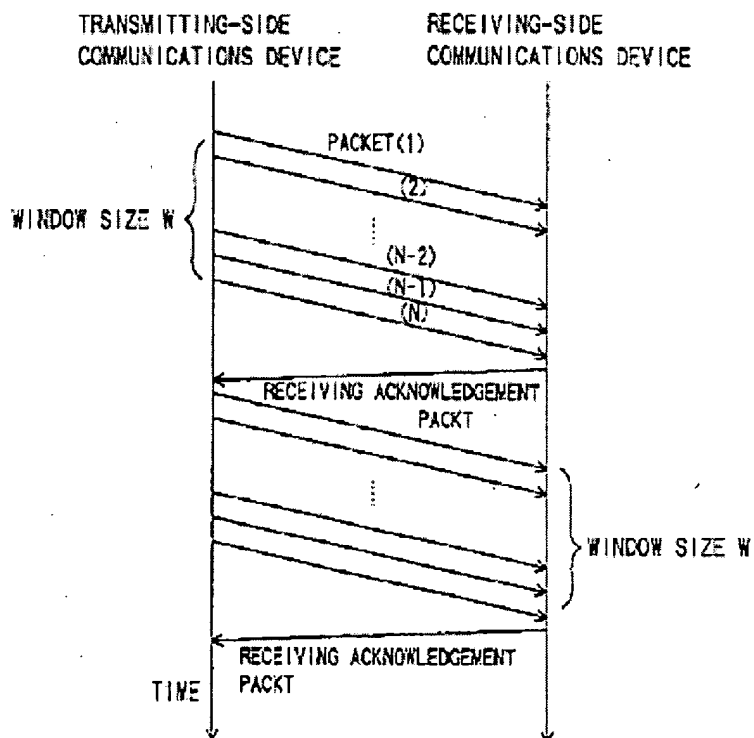 TRANSMITTING-SIDE
COMMUNICATIONS DEVICE
RECEIVING-SIDE
COMMUNICATIONS DEVICE
PACKET(1)
(2)
WINDOW SIZE W
(N-2)
(N-1)
(N)
RECEIVING ACKNOWLEDGEMENT
PACKT
WINDOW SIZE W
RECEIVING ACKNOWLEDGEMENT
PACKT
TIME